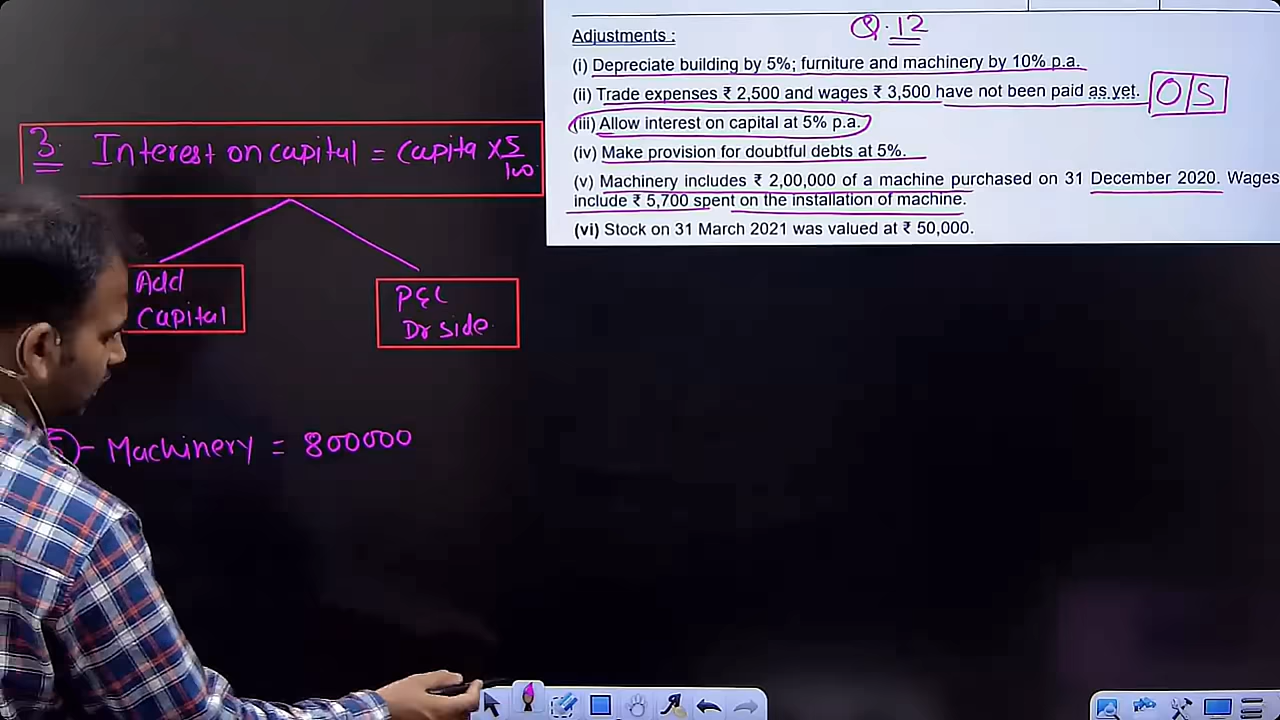 Q. 12
Adjustments :
(i) Depreciate building by 5%; furniture and machinery by 10% p.a.
(ii) Trade expenses ₹ 2,500 and wages ₹ 3,500 have not been paid as yet. O/S
(iii) Allow interest on capital at 5% p.a.
(iv) Make provision for doubtful debts at 5%.
(v) Machinery includes ₹ 2,00,000 of a machine purchased on 31 December 2020. Wages
include ₹ 5,700 spent on the installation of machine.
(vi) Stock on 31 March 2021 was valued at ₹ 50,000.
3. Interest on capital = Capita × 5/100
Add
Capital
P&L
Dr side
- Machinery = 800000